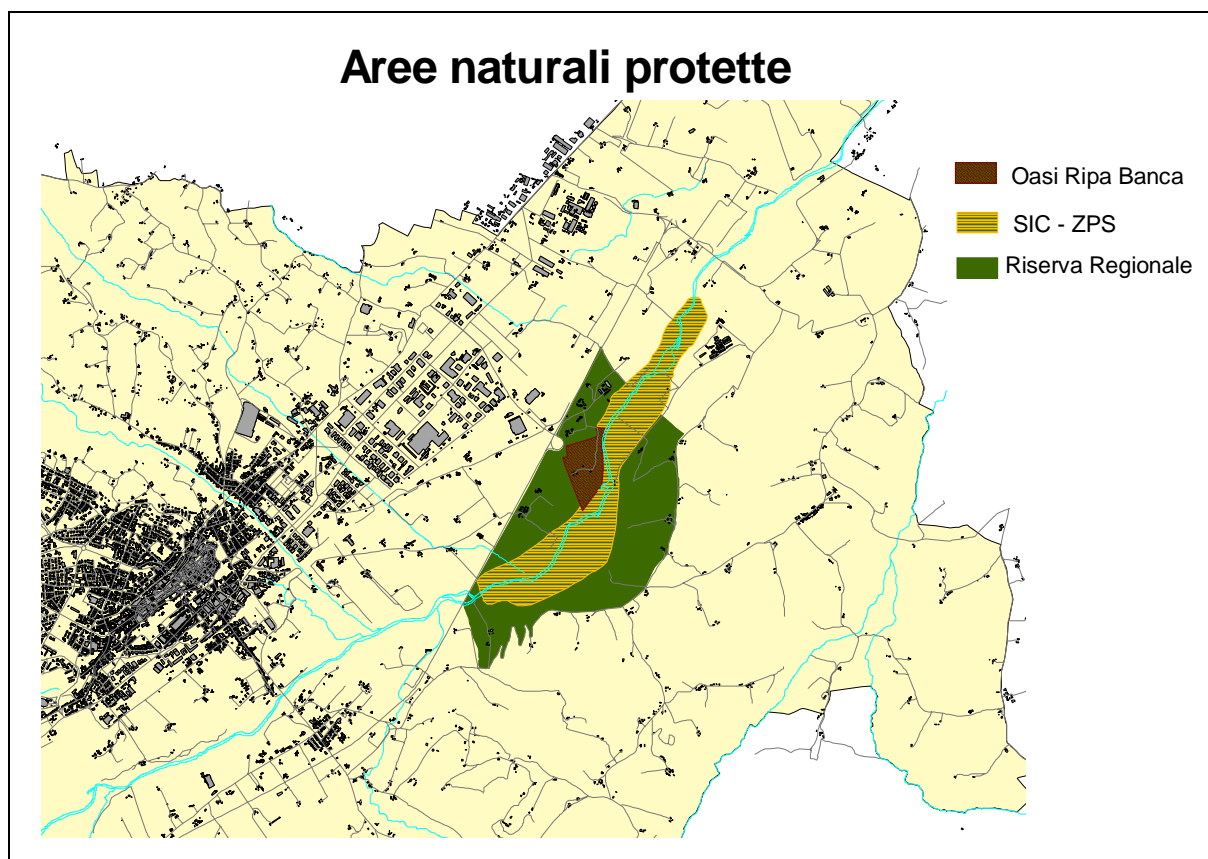 Aree naturali protette
Oasi Ripa Banca
SIC - ZPS
Riserva Regionale